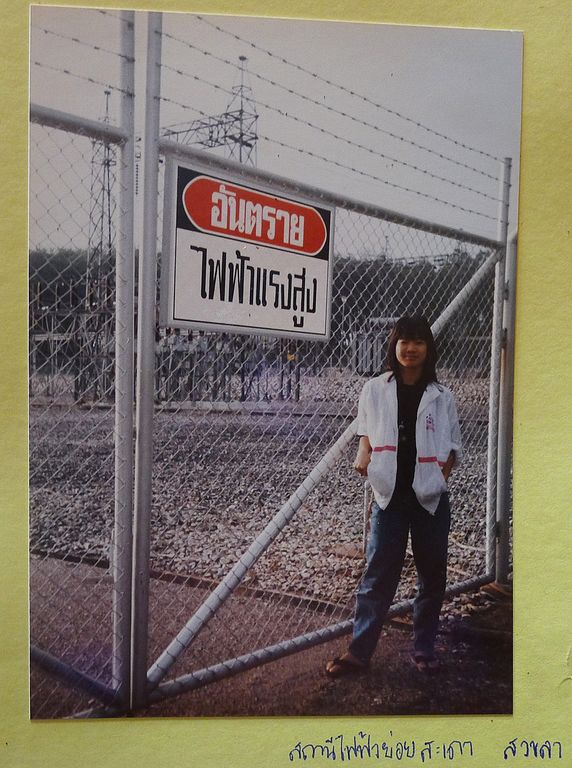 อันตราย
ไฟฟ้าแรงสูง
สถานีไฟฟ้าย่อยสะเดา สงขลา